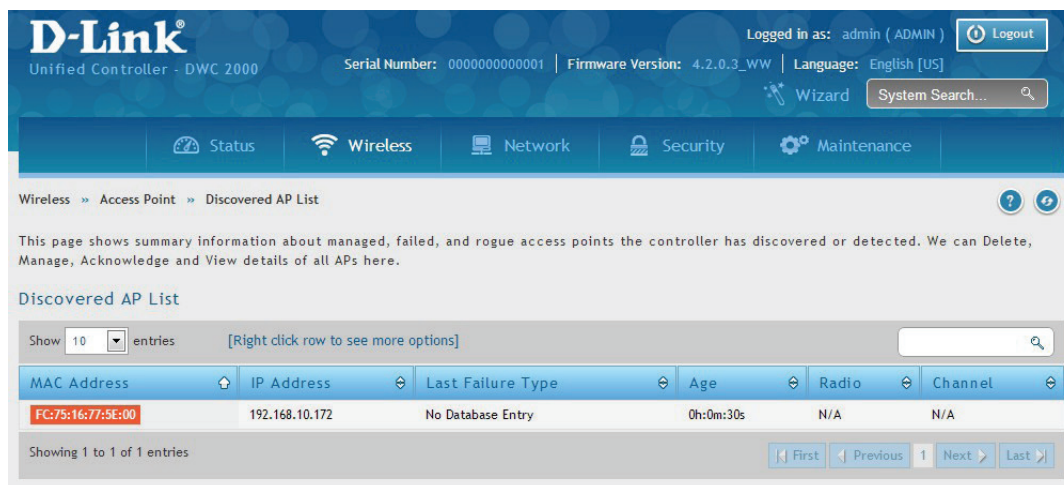 D-Link®
Unified Controller - DWC 2000
Logged in as: admin ( ADMIN )
Logout
Serial Number: 0000000000001 | Firmware Version: 4.2.0.3_WW | Language: English [US]
Wizard
System Search...
Status
Wireless
Network
Security
Maintenance
Wireless » Access Point » Discovered AP List
This page shows summary information about managed, failed, and rogue access points the controller has discovered or detected. We can Delete,
Manage, Acknowledge and View details of all APs here.
Discovered AP List
Show 10 entries
[Right click row to see more options]
MAC Address IP Address Last Failure Type Age Radio Channel
FC:75:16:77:5E:00 192.168.10.172 No Database Entry 0h:0m:30s N/A N/A
Showing 1 to 1 of 1 entries
First Previous 1 Next Last